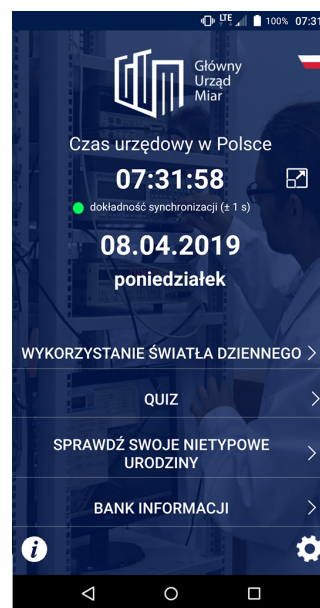 LTE 100% 07:31
Główny
Urząd
Miar
Czas urzędowy w Polsce
07:31:58
dokładność synchronizacji (± 1 s)
08.04.2019
poniedziałek
WYKORZYSTANIE ŚWIATŁA DZIENNEGO
QUIZ
SPRAWDŹ SWOJE NIETYPOWE
URODZINY
BANK INFORMACJI
i